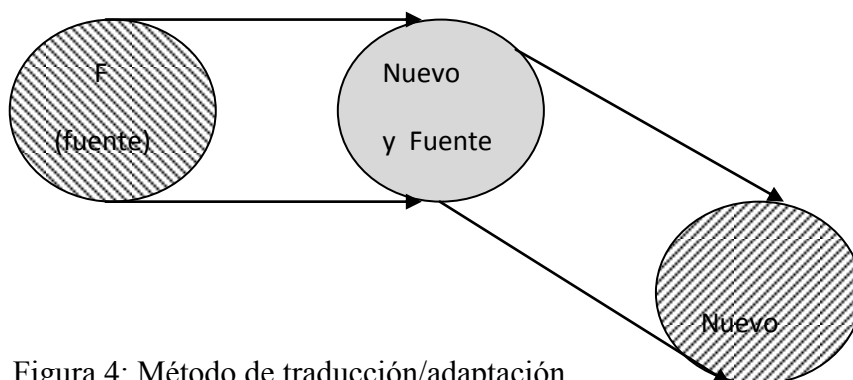 F
(fuente)
Nuevo
y Fuente
Nuevo
Figura 4: Método de traducción/adaptación